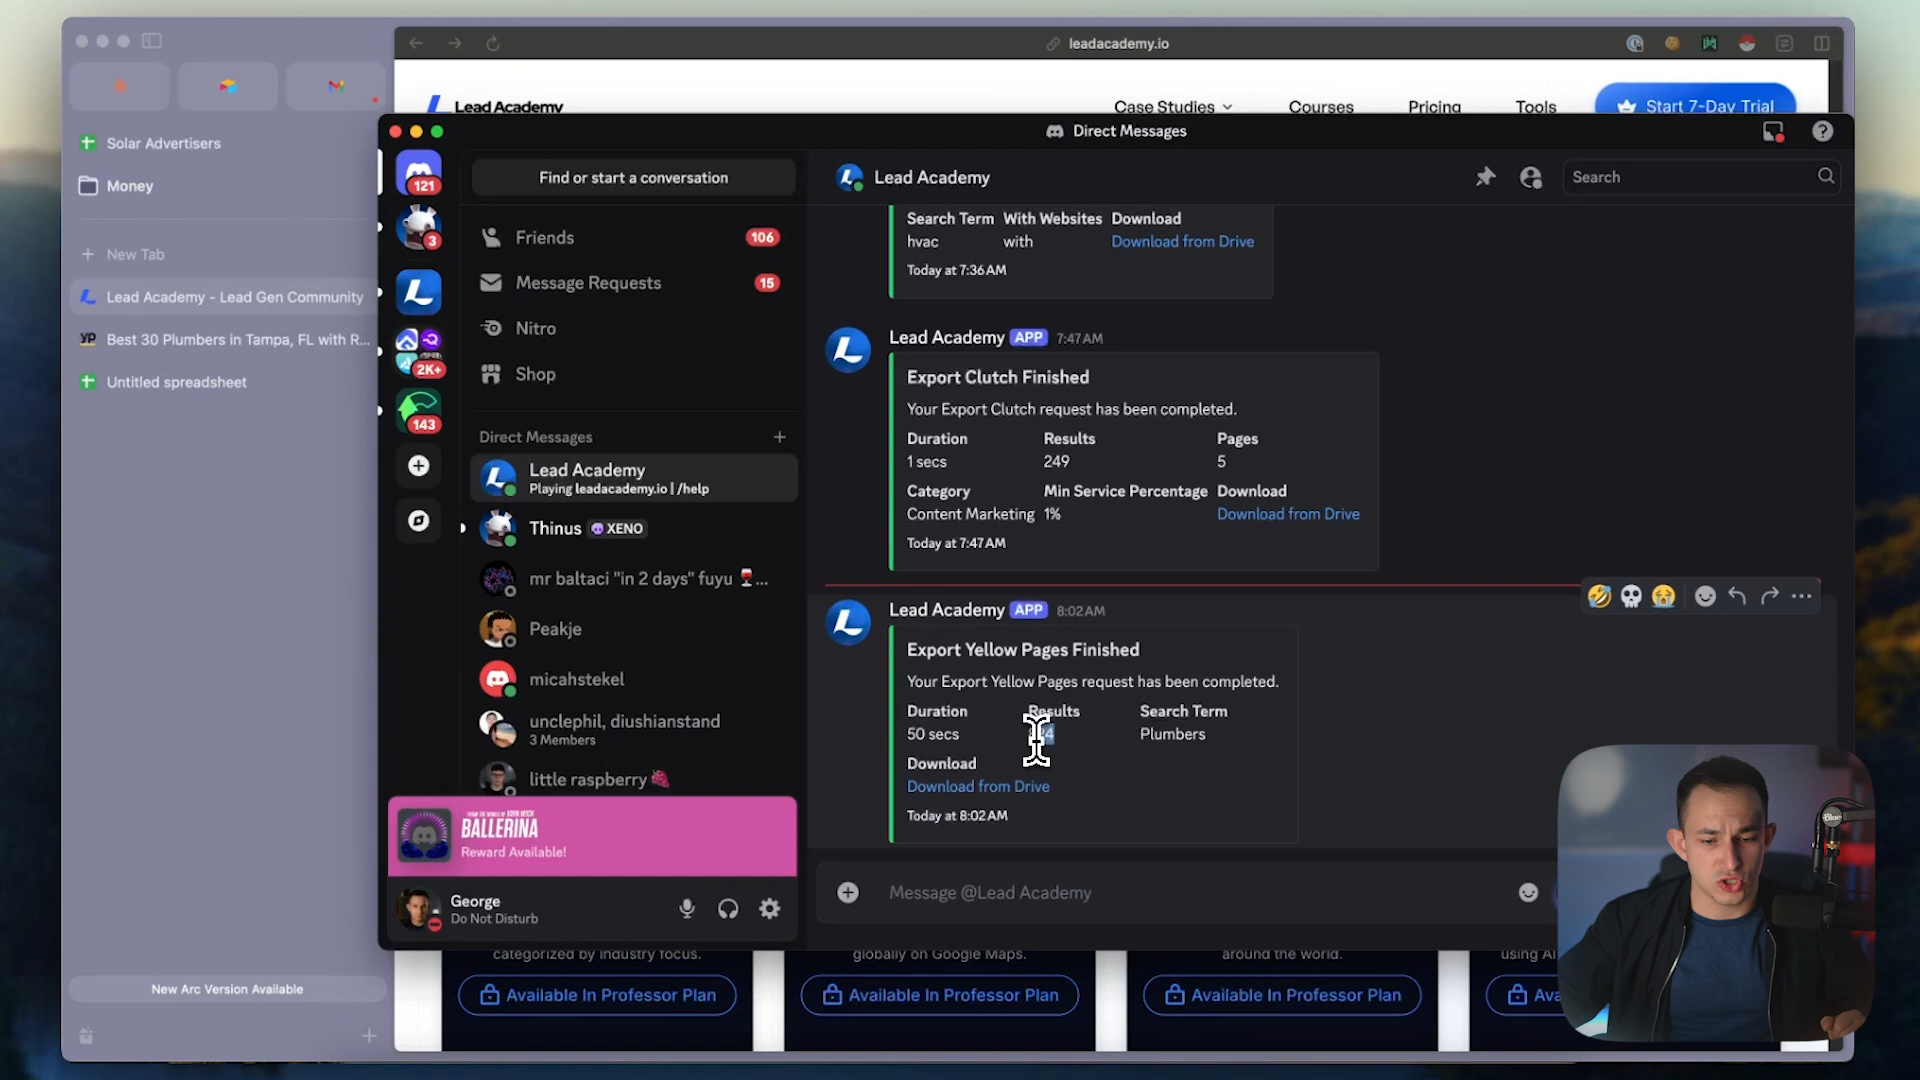 leadacademy.io
Lead Academy
Case Studies
Courses
Pricing
Tools
Start 7-Day Trial
Solar Advertisers
Money
New Tab
Lead Academy - Lead Gen Community
YP Best 30 Plumbers in Tampa, FL with R...
Untitled spreadsheet
New Arc Version Available
Direct Messages
121
3
2K+
143
Find or start a conversation
Friends
106
Message Requests
15
Nitro
Shop
Direct Messages
Lead Academy
Playing leadacademy.io | /help
Thinus XENO
mr baltaci "in 2 days" fuyu 🍷...
Peakje
micahstekel
unclephil, diushianstand
3 Members
little raspberry 🍓
BALLERINA
Reward Available!
George
Do Not Disturb
Lead Academy
Search
Search Term With Websites Download
hvac with Download from Drive
Today at 7:36 AM
Lead Academy APP 7:47 AM
Export Clutch Finished
Your Export Clutch request has been completed.
Duration Results Pages
1 secs 249 5
Category Min Service Percentage Download
Content Marketing 1% Download from Drive
Today at 7:47 AM
Lead Academy APP 8:02 AM
Export Yellow Pages Finished
Your Export Yellow Pages request has been completed.
Duration Results Search Term
50 secs Plumbers
Download
Download from Drive
Today at 8:02 AM
Message @Lead Academy
categorized by industry focus.
globally on Google Maps.
around the world.
using AI
Available In Professor Plan
Available In Professor Plan
Available In Professor Plan
Blue